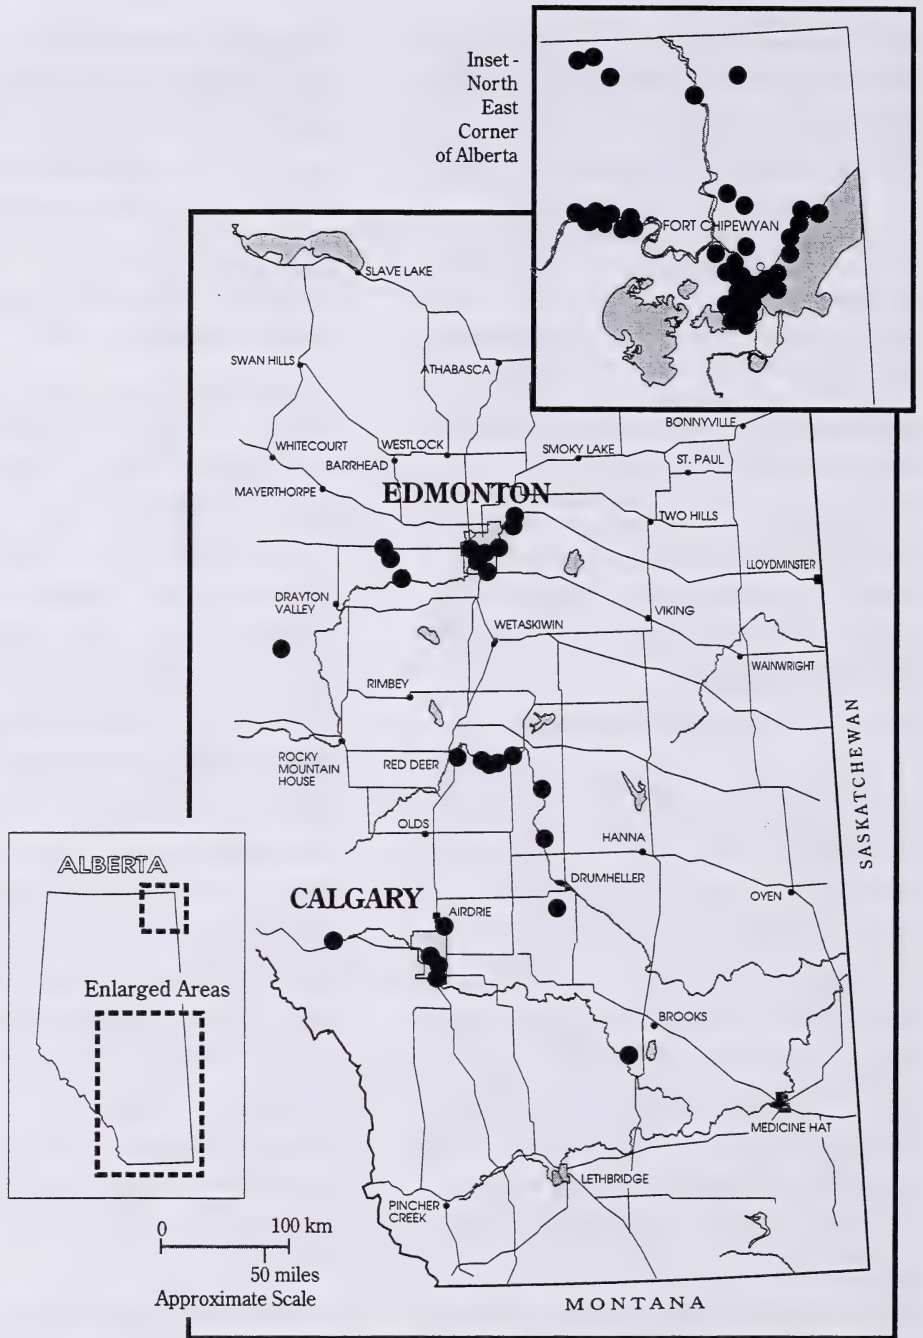 Inset -
North
East
Corner
of Alberta
FORT CHIPEWYAN
SLAVE LAKE
SWAN HILLS
ATHABASCA
BONNYVILLE
WHITECOURT
WESTLOCK
SMOKY LAKE
BARRHEAD
ST. PAUL
MAYERTHORPE
EDMONTON
TWO HILLS
LLOYDMINSTER
DRAYTON
VALLEY
VIKING
WETASKIWIN
WAINWRIGHT
RIMBEY
ROCKY
MOUNTAIN
HOUSE
RED DEER
SASKATCHEWAN
OLDS
HANNA
ALBERTA
DRUMHELLER
OYEN
CALGARY
AIRDRIE
Enlarged Areas
BROOKS
MEDICINE HAT
LETHBRIDGE
PINCHER
CREEK
0 100 km
50 miles
Approximate Scale
MONTANA